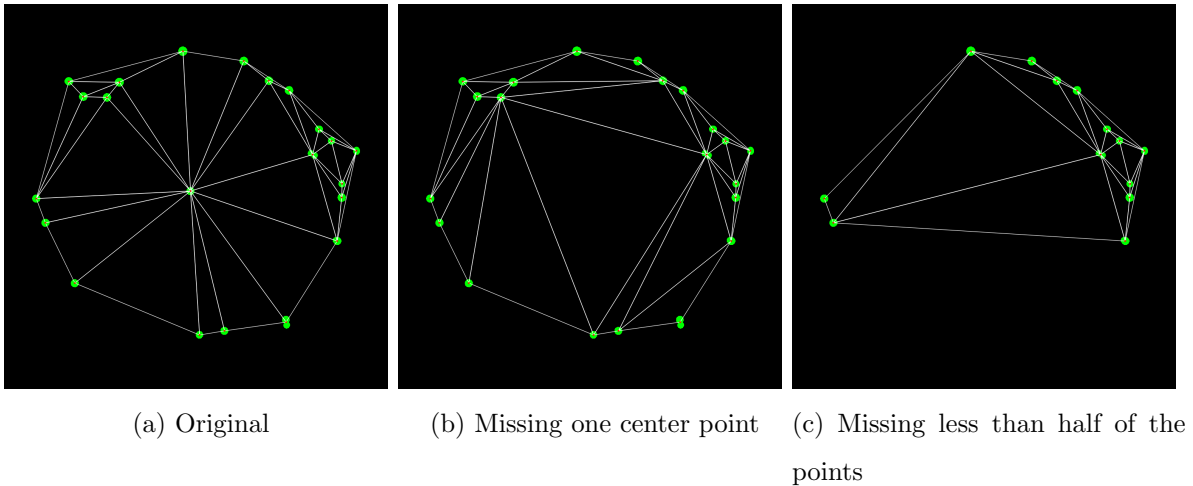 (a) Original
(b) Missing one center point
(c) Missing less than half of the
points